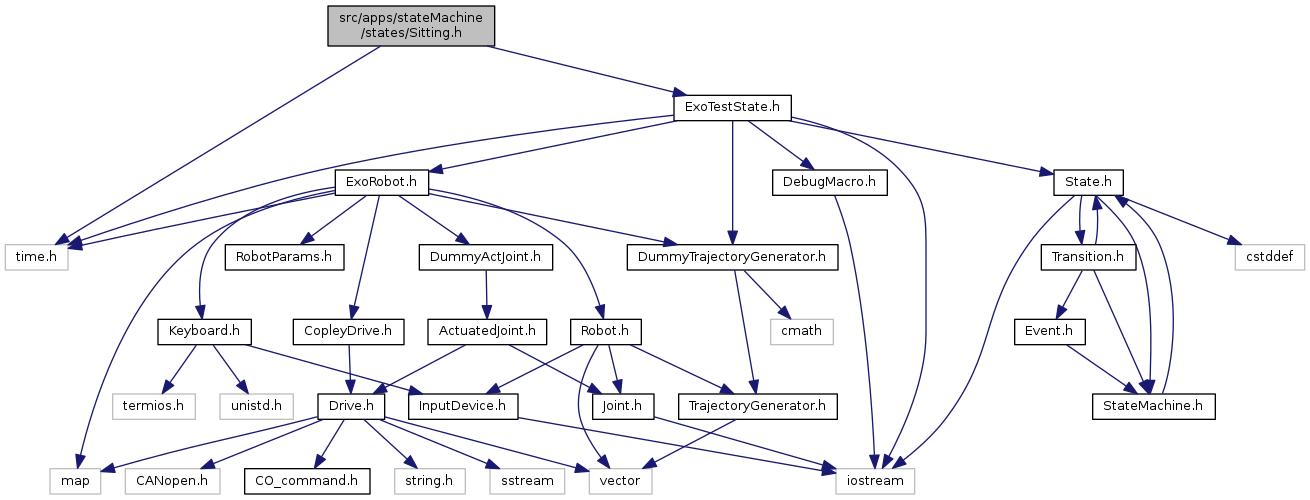 src/apps/stateMachine
/states/Sitting.h
ExoTestState.h
ExoRobot.h
DebugMacro.h
State.h
time.h
RobotParams.h
DummyActJoint.h
DummyTrajectoryGenerator.h
Transition.h
cstddef
Keyboard.h
CopleyDrive.h
ActuatedJoint.h
Robot.h
cmath
Event.h
termios.h
unistd.h
Drive.h
InputDevice.h
Joint.h
TrajectoryGenerator.h
StateMachine.h
map
CANopen.h
CO_command.h
string.h
sstream
vector
iostream